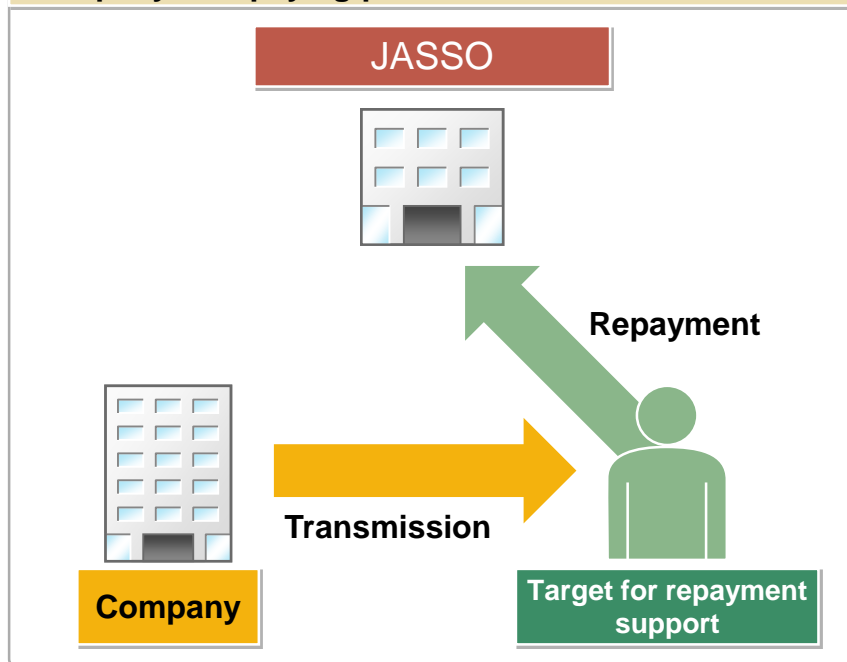 JASSO
Repayment
Transmission
Company
Target for repayment
support